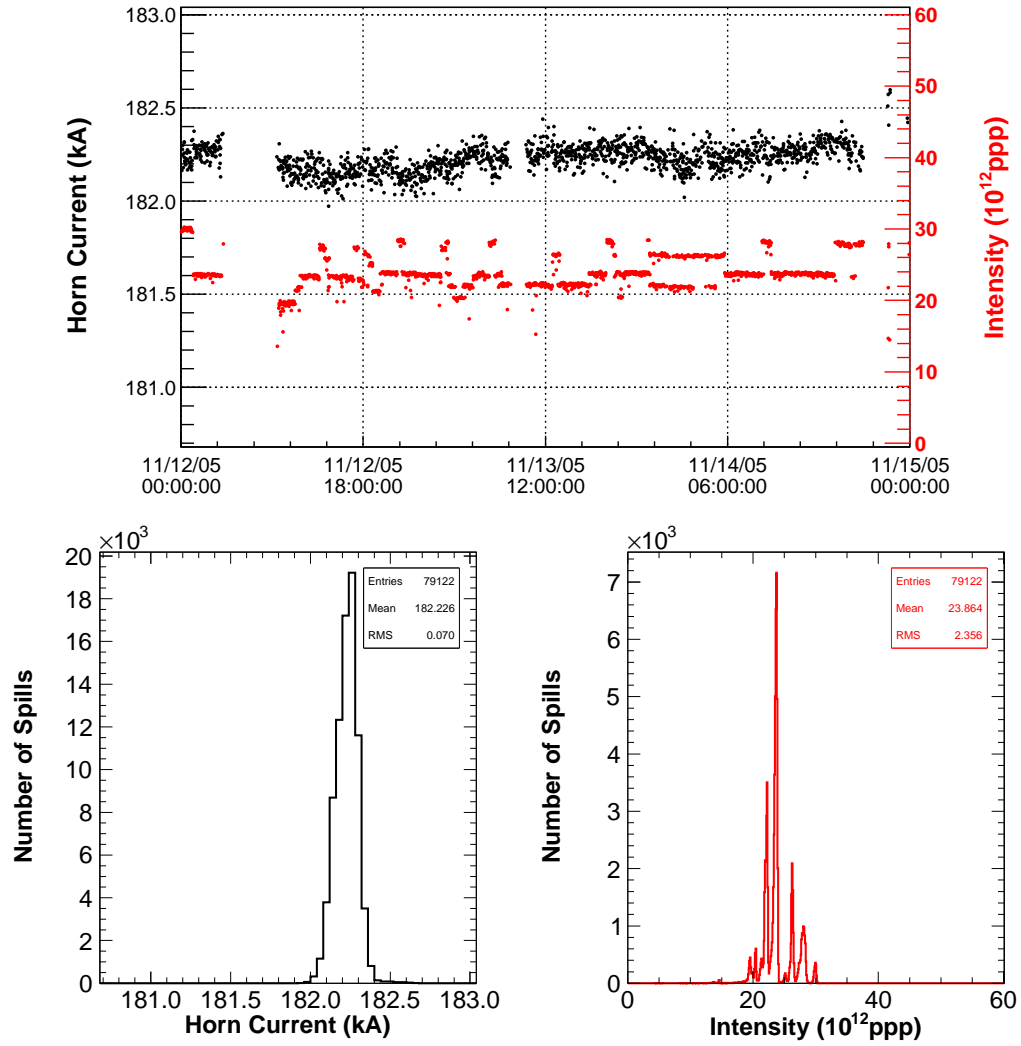 183.0
182.5
182.0
181.5
181.0
Horn Current (kA)
60
50
40
30
20
10
0
Intensity (10¹²ppp)
11/12/05 11/12/05 11/13/05 11/14/05 11/15/05
00:00:00 18:00:00 12:00:00 06:00:00 00:00:00
×10³
20
18
16
14
12
10
8
6
4
2
0
Number of Spills
Entries 79122
Mean 182.226
RMS 0.070
181.0 181.5 182.0 182.5 183.0
Horn Current (kA)
×10³
7
6
5
4
3
2
1
0
Number of Spills
Entries 79122
Mean 23.864
RMS 2.356
0 20 40 60
Intensity (10¹²ppp)